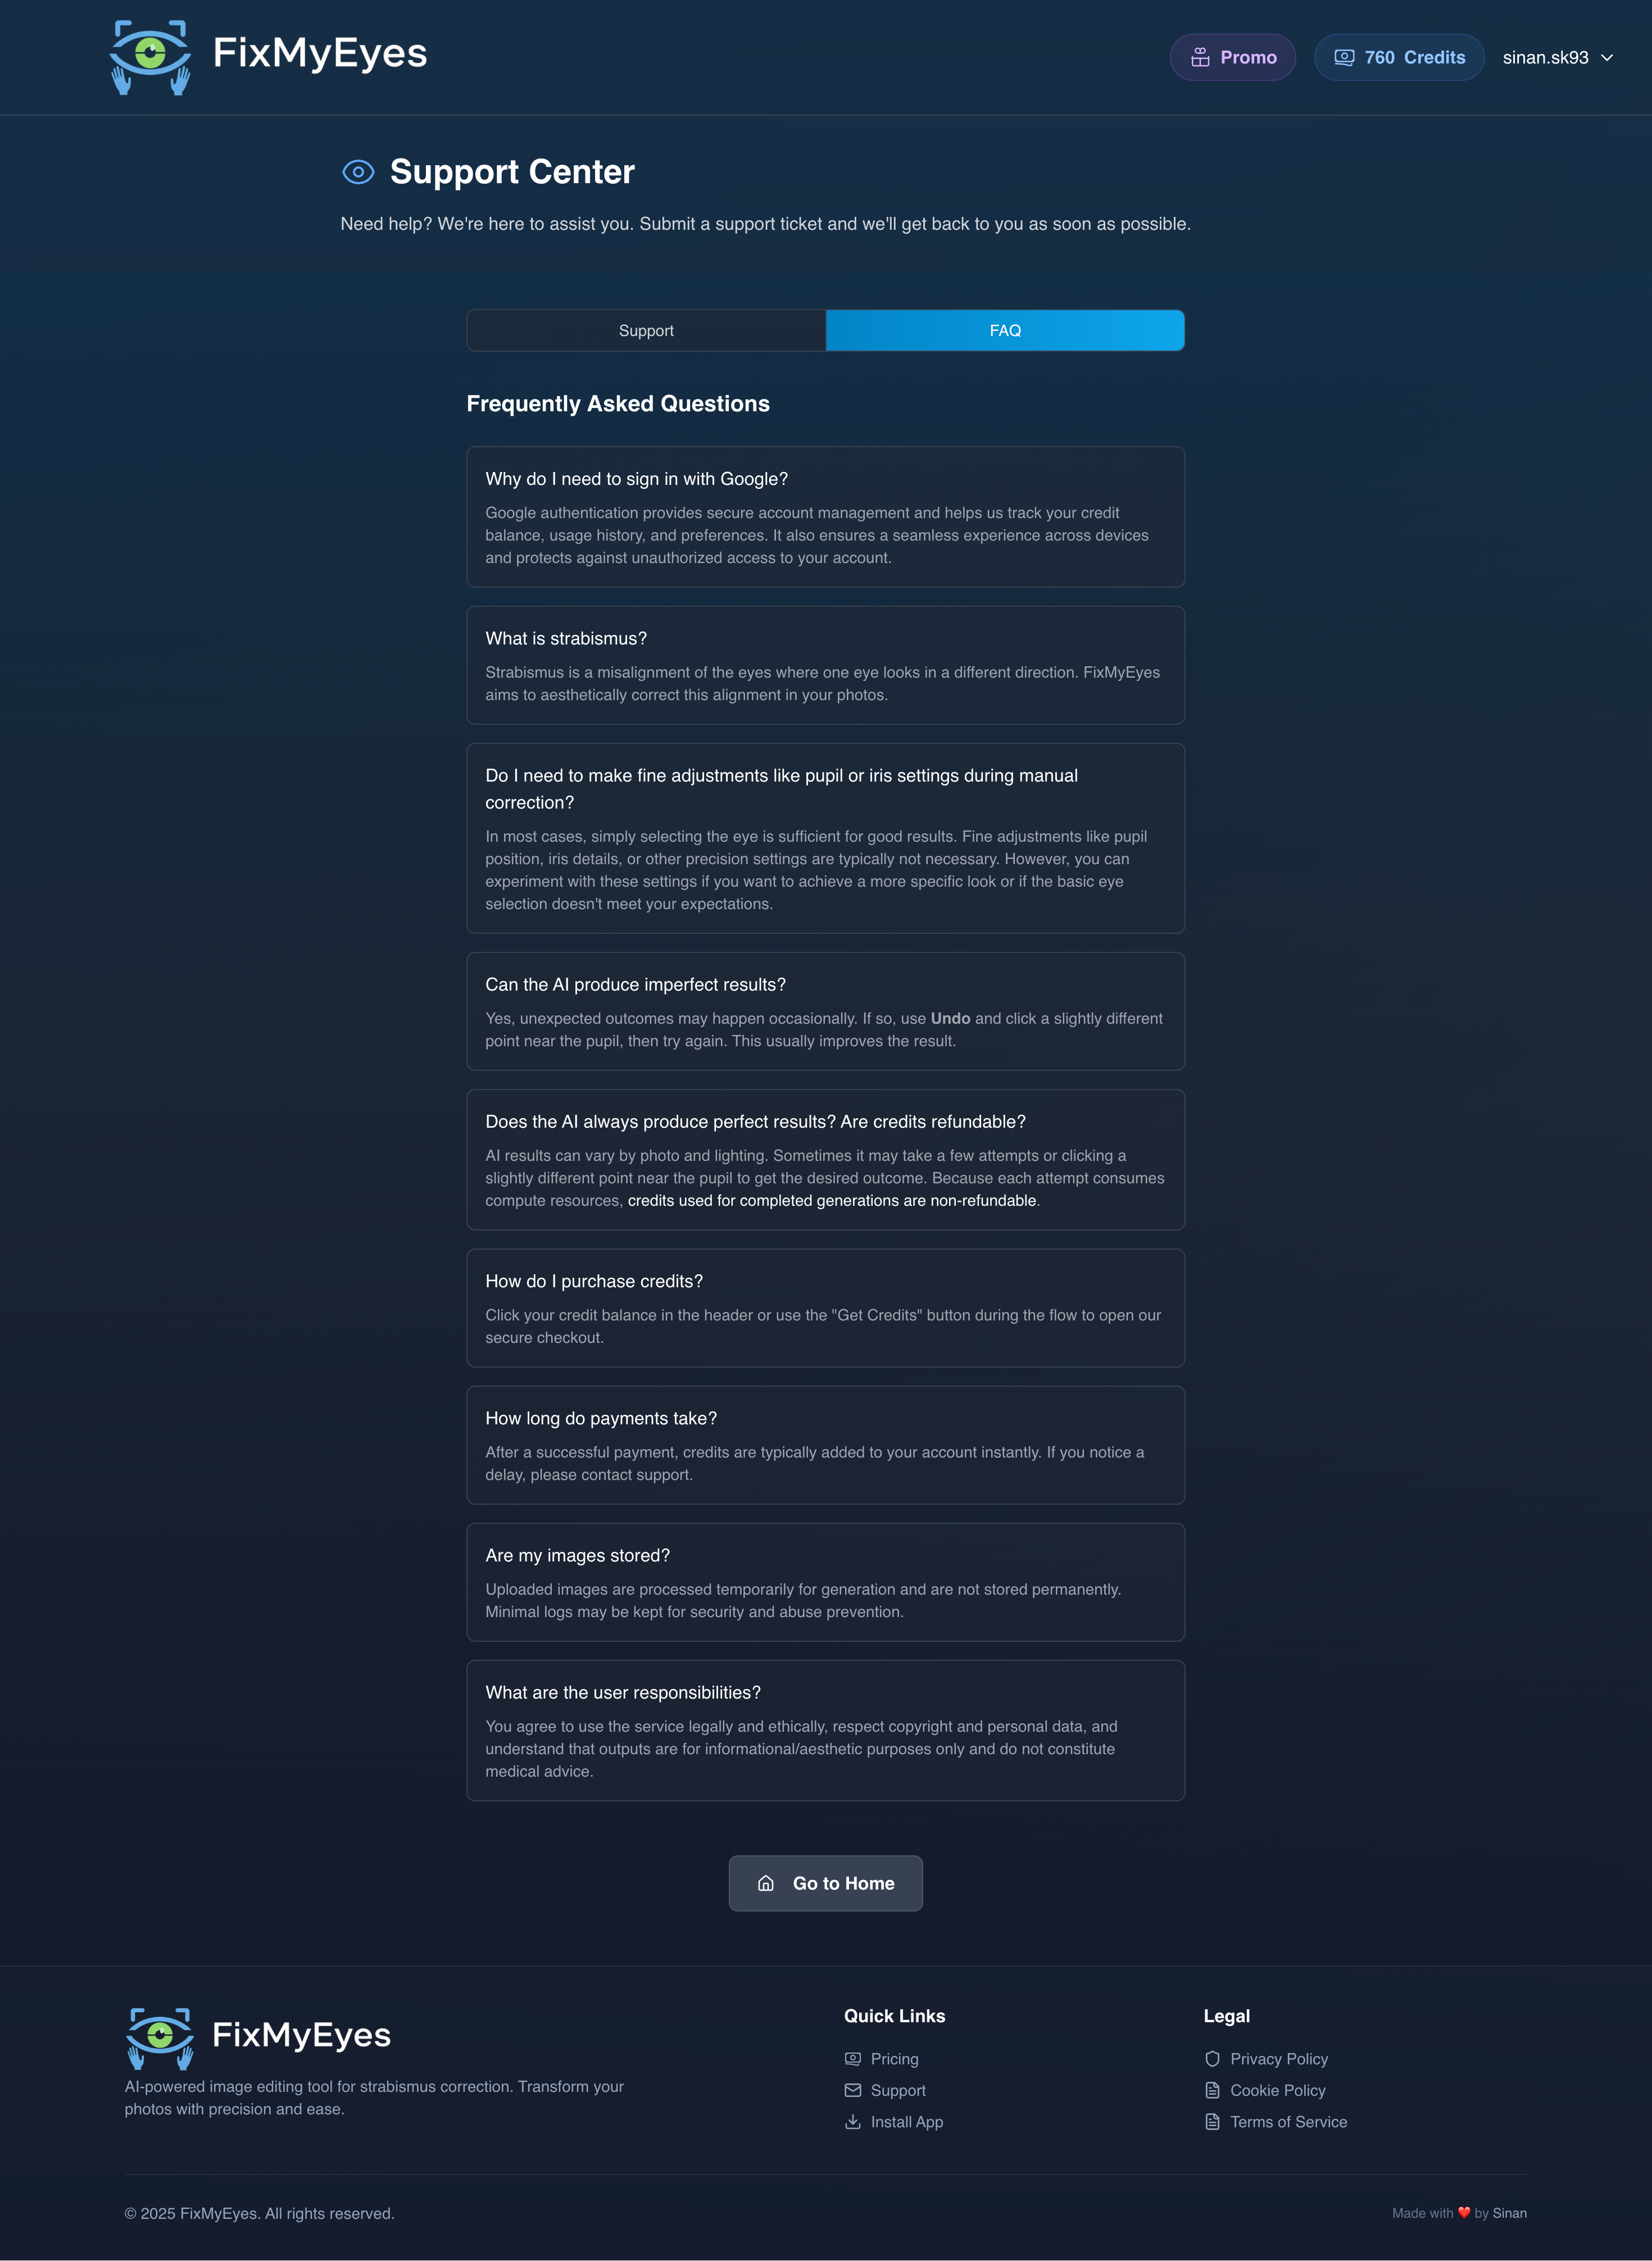 FixMyEyes
Promo
760 Credits
sinan.sk93
Support Center
Need help? We're here to assist you. Submit a support ticket and we'll get back to you as soon as possible.
Support
FAQ
Frequently Asked Questions
Why do I need to sign in with Google?
Google authentication provides secure account management and helps us track your credit
balance, usage history, and preferences. It also ensures a seamless experience across devices
and protects against unauthorized access to your account.
What is strabismus?
Strabismus is a misalignment of the eyes where one eye looks in a different direction. FixMyEyes
aims to aesthetically correct this alignment in your photos.
Do I need to make fine adjustments like pupil or iris settings during manual
correction?
In most cases, simply selecting the eye is sufficient for good results. Fine adjustments like pupil
position, iris details, or other precision settings are typically not necessary. However, you can
experiment with these settings if you want to achieve a more specific look or if the basic eye
selection doesn't meet your expectations.
Can the AI produce imperfect results?
Yes, unexpected outcomes may happen occasionally. If so, use Undo and click a slightly different
point near the pupil, then try again. This usually improves the result.
Does the AI always produce perfect results? Are credits refundable?
AI results can vary by photo and lighting. Sometimes it may take a few attempts or clicking a
slightly different point near the pupil to get the desired outcome. Because each attempt consumes
compute resources, credits used for completed generations are non-refundable.
How do I purchase credits?
Click your credit balance in the header or use the "Get Credits" button during the flow to open our
secure checkout.
How long do payments take?
After a successful payment, credits are typically added to your account instantly. If you notice a
delay, please contact support.
Are my images stored?
Uploaded images are processed temporarily for generation and are not stored permanently.
Minimal logs may be kept for security and abuse prevention.
What are the user responsibilities?
You agree to use the service legally and ethically, respect copyright and personal data, and
understand that outputs are for informational/aesthetic purposes only and do not constitute
medical advice.
Go to Home
FixMyEyes
AI-powered image editing tool for strabismus correction. Transform your
photos with precision and ease.
Quick Links
Pricing
Support
Install App
Legal
Privacy Policy
Cookie Policy
Terms of Service
© 2025 FixMyEyes. All rights reserved.
Made with ❤️ by Sinan